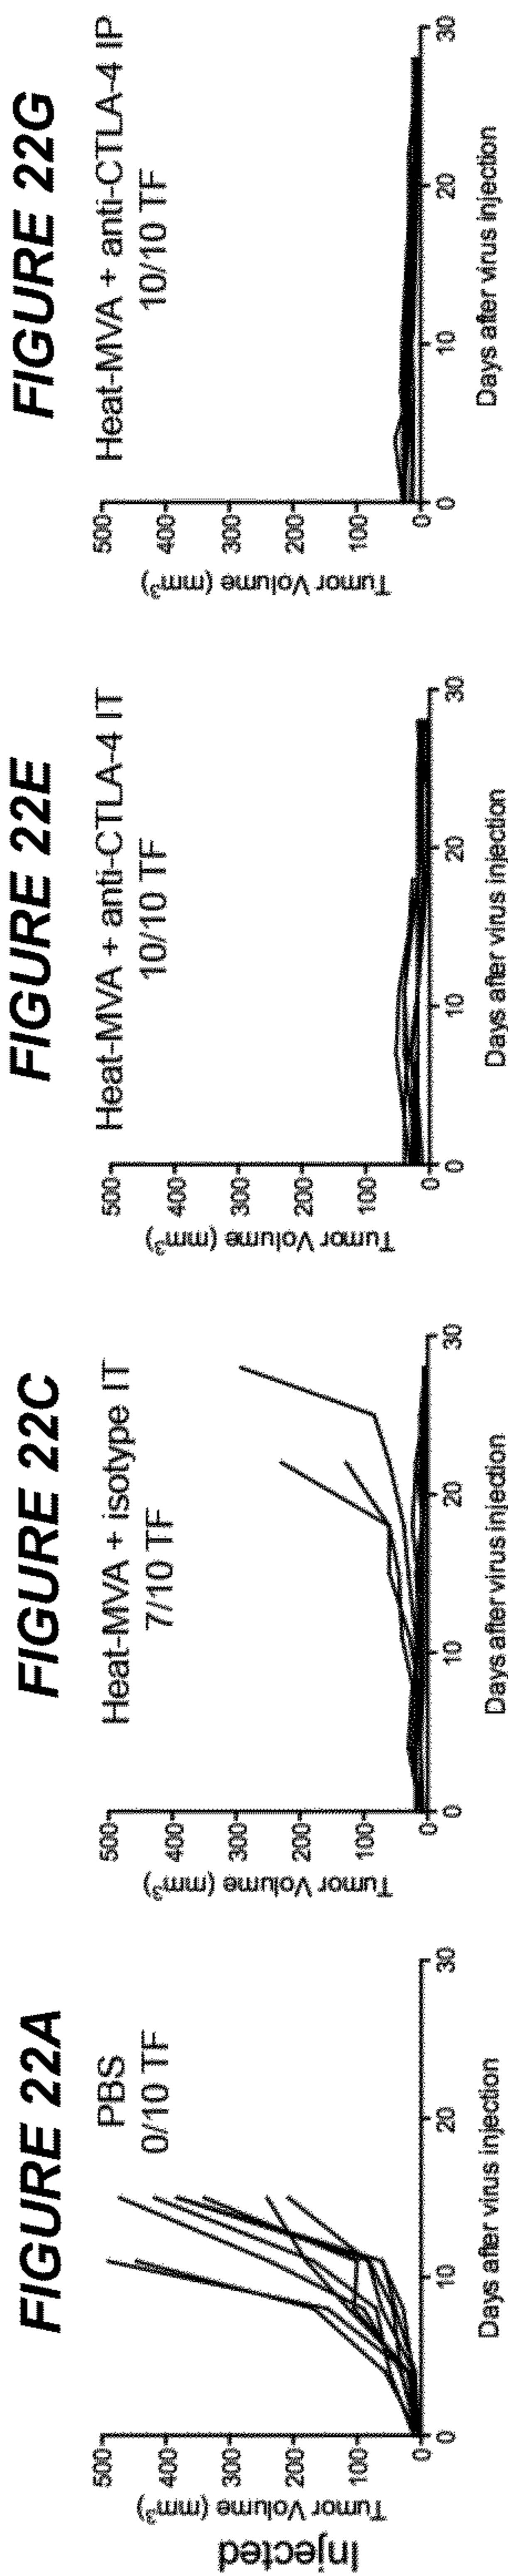 FIGURE 22A
PBS
0/10 TF
Injected
Tumor Volume (mm³)
500
400
300
200
100
0
0
10
20
30
Days after virus injection
FIGURE 22C
Heat-MVA + isotype IT
7/10 TF
Tumor Volume (mm³)
500
400
300
200
100
0
0
10
20
30
Days after virus injection
FIGURE 22E
Heat-MVA + anti-CTLA-4 IT
10/10 TF
Tumor Volume (mm³)
500
400
300
200
100
0
0
10
20
30
Days after virus injection
FIGURE 22G
Heat-MVA + anti-CTLA-4 IP
10/10 TF
Tumor Volume (mm³)
500
400
300
200
100
0
0
10
20
30
Days after virus injection